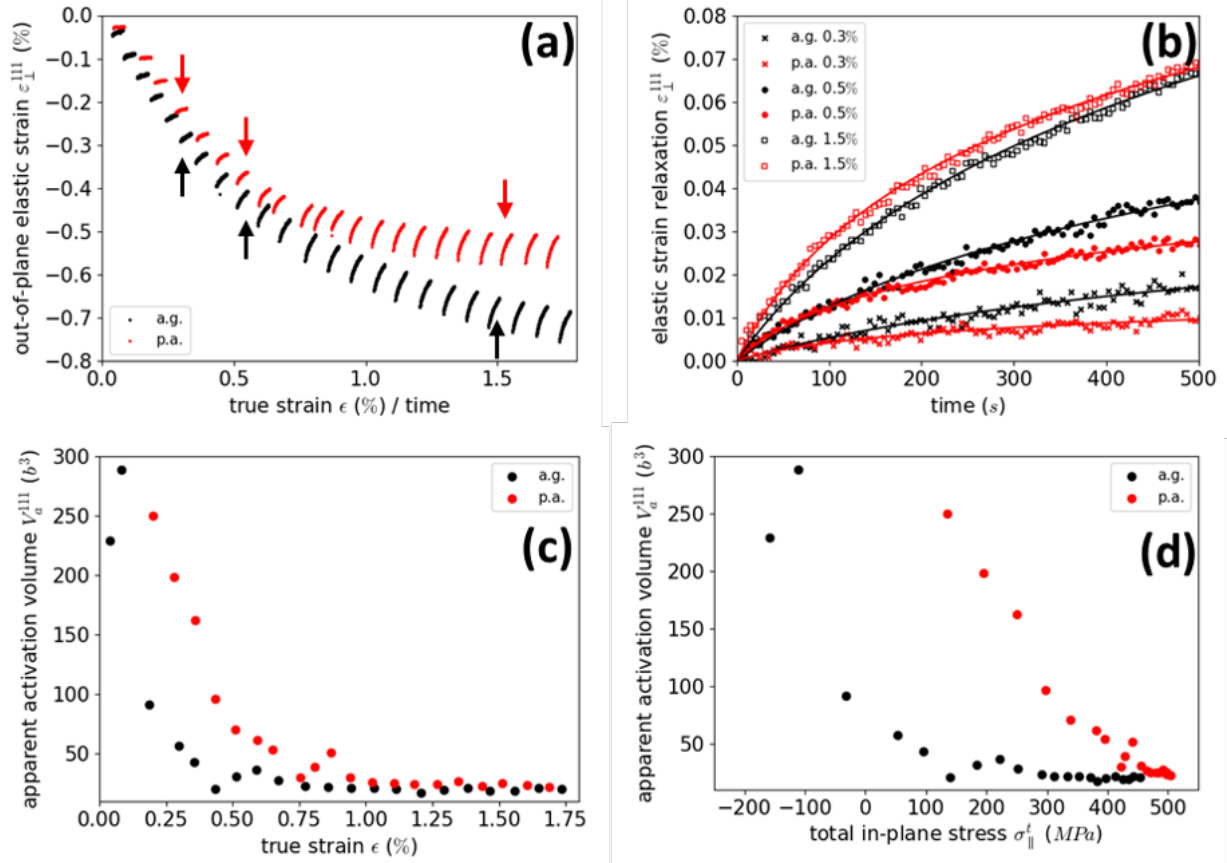 (a)
out-of-plane elastic strain ε⊥¹¹¹ (%)
0.0
−0.1
−0.2
−0.3
−0.4
−0.5
−0.6
−0.7
−0.8
a.g.
p.a.
0.0 0.5 1.0 1.5
true strain ϵ (%) / time
(b)
elastic strain relaxation ε⊥¹¹¹ (%)
0.08
0.07
0.06
0.05
0.04
0.03
0.02
0.01
0.00
a.g. 0.3%
p.a. 0.3%
a.g. 0.5%
p.a. 0.5%
a.g. 1.5%
p.a. 1.5%
0 100 200 300 400 500
time (s)
(c)
apparent activation volume Vₐ¹¹¹ (b³)
300
250
200
150
100
50
a.g.
p.a.
0.00 0.25 0.50 0.75 1.00 1.25 1.50 1.75
true strain ϵ (%)
(d)
apparent activation volume Vₐ¹¹¹ (b³)
300
250
200
150
100
50
a.g.
p.a.
−200 −100 0 100 200 300 400 500
total in-plane stress σ∥ᵗ (MPa)